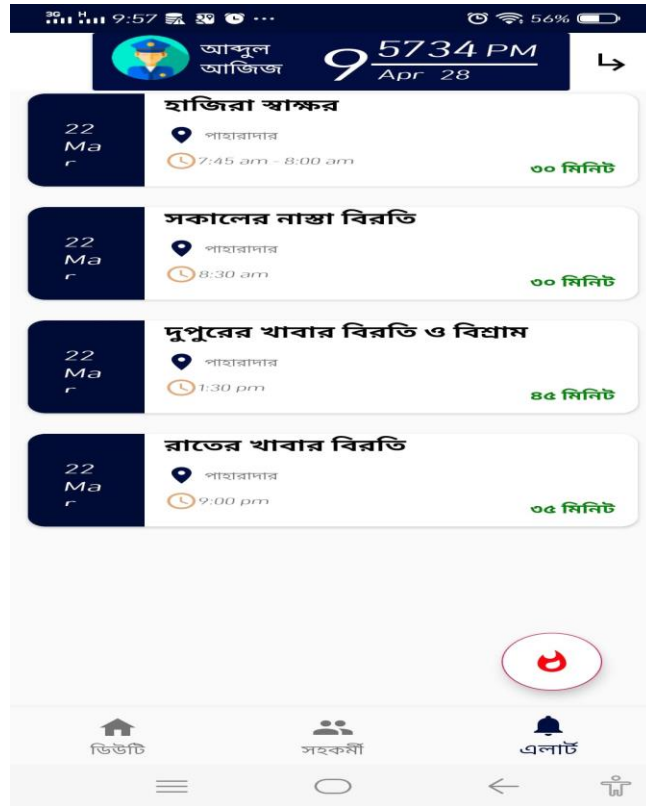 3G H 9:57 56%
আব্দুল
আজিজ
9 5734 PM
Apr 28
হাজিরা স্বাক্ষর
22
Ma
r
পাহারাদার
7:45 am - 8:00 am
৩০ মিনিট
সকালের নাস্তা বিরতি
22
Ma
r
পাহারাদার
8:30 am
৩০ মিনিট
দুপুরের খাবার বিরতি ও বিশ্রাম
22
Ma
r
পাহারাদার
1:30 pm
৪৫ মিনিট
রাতের খাবার বিরতি
22
Ma
r
পাহারাদার
9:00 pm
৩৫ মিনিট
ডিউটি
সহকর্মী
এলার্ট